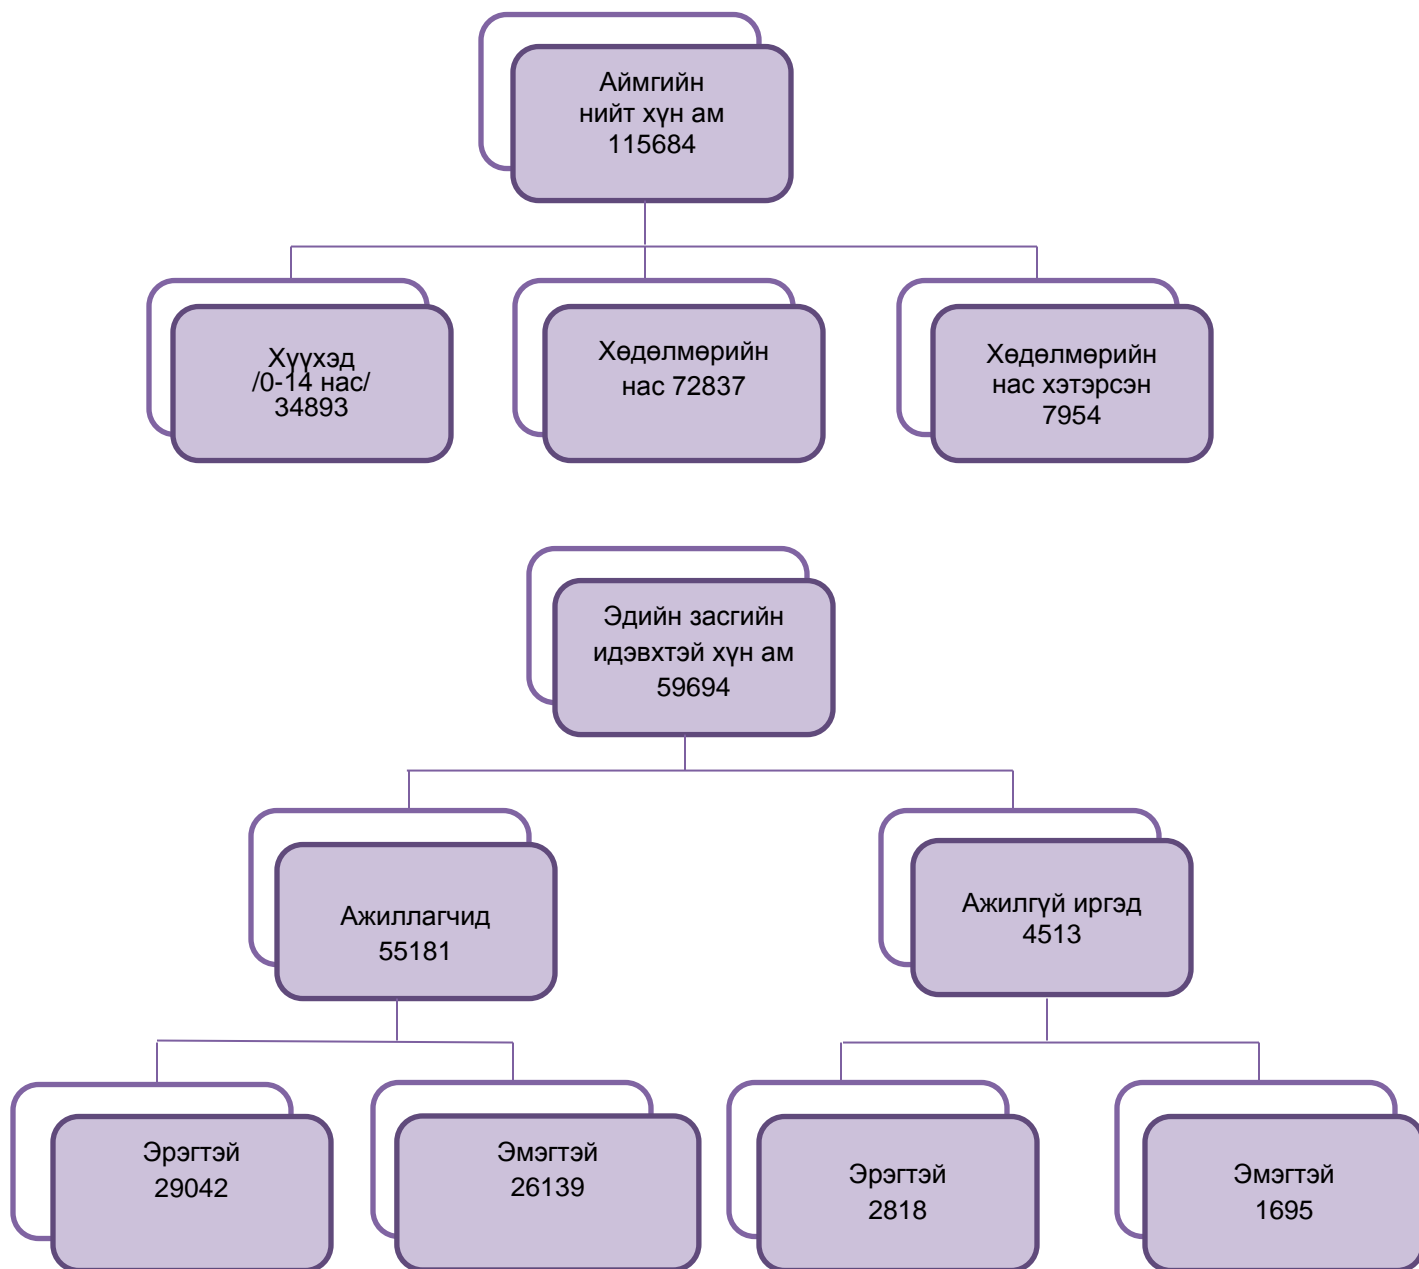 Аймгийн
нийт хүн ам
115684
Хүүхэд
/0-14 нас/
34893
Хөдөлмөрийн
нас 72837
Хөдөлмөрийн
нас хэтэрсэн
7954
Эдийн засгийн
идэвхтэй хүн ам
59694
Ажиллагчид
55181
Ажилгүй иргэд
4513
Эрэгтэй
29042
Эмэгтэй
26139
Эрэгтэй
2818
Эмэгтэй
1695